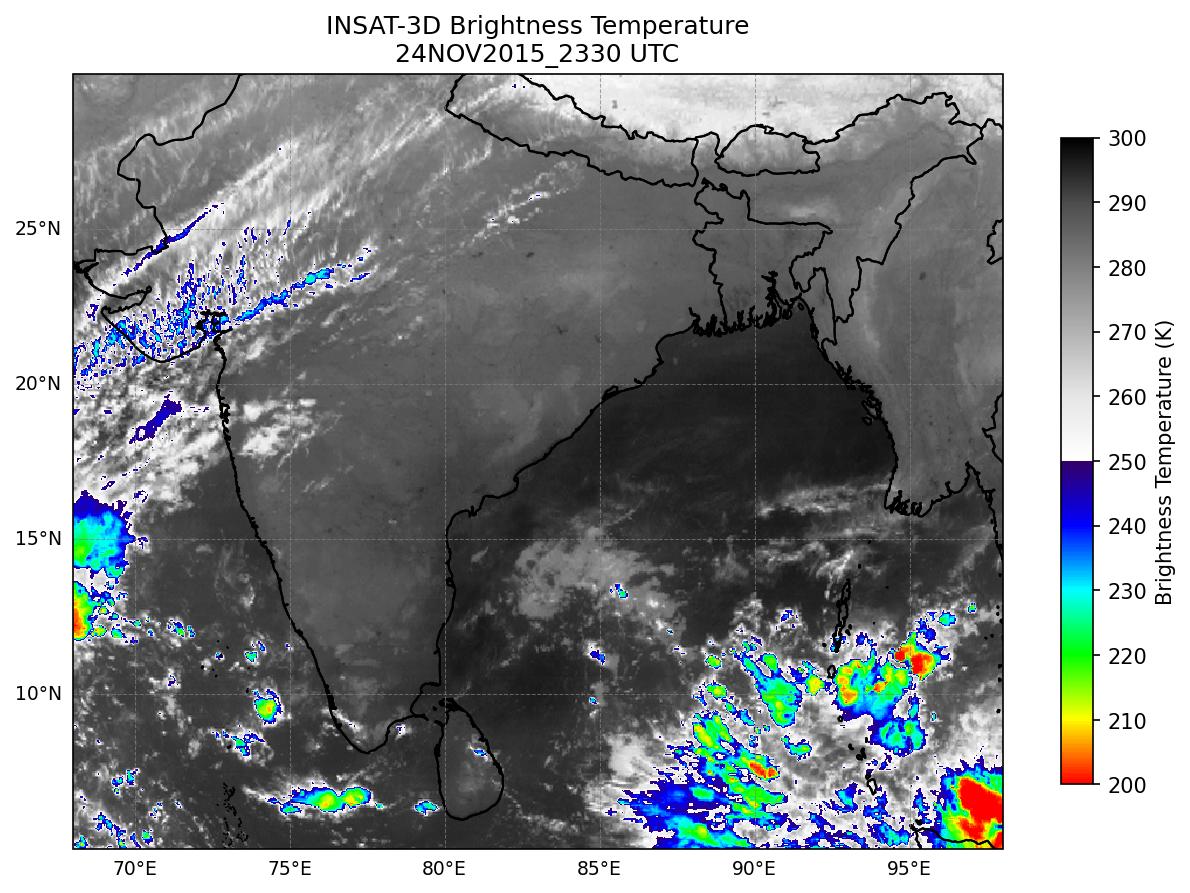 INSAT-3D Brightness Temperature
24NOV2015_2330 UTC
25°N
20°N
15°N
10°N
70°E
75°E
80°E
85°E
90°E
95°E
300
290
280
270
260
250
240
230
220
210
200
Brightness Temperature (K)